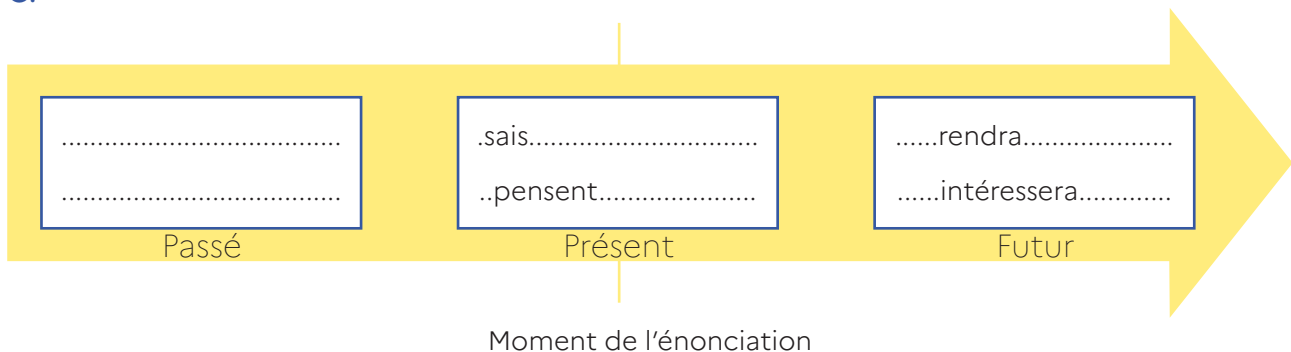 .......................................
.......................................
Passé
.sais................................
..pensent......................
Présent
......rendra.....................
......intéressera.............
Futur
Moment de l'énonciation